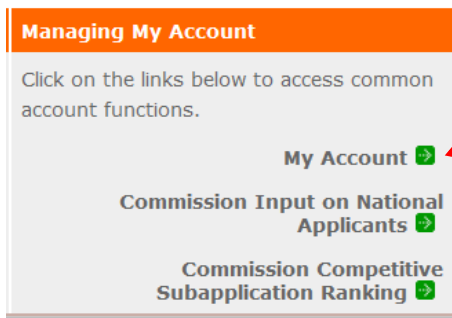 Managing My Account
Click on the links below to access common
account functions.
My Account
Commission Input on National
Applicants
Commission Competitive
Subapplication Ranking